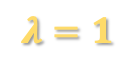 λ = 1